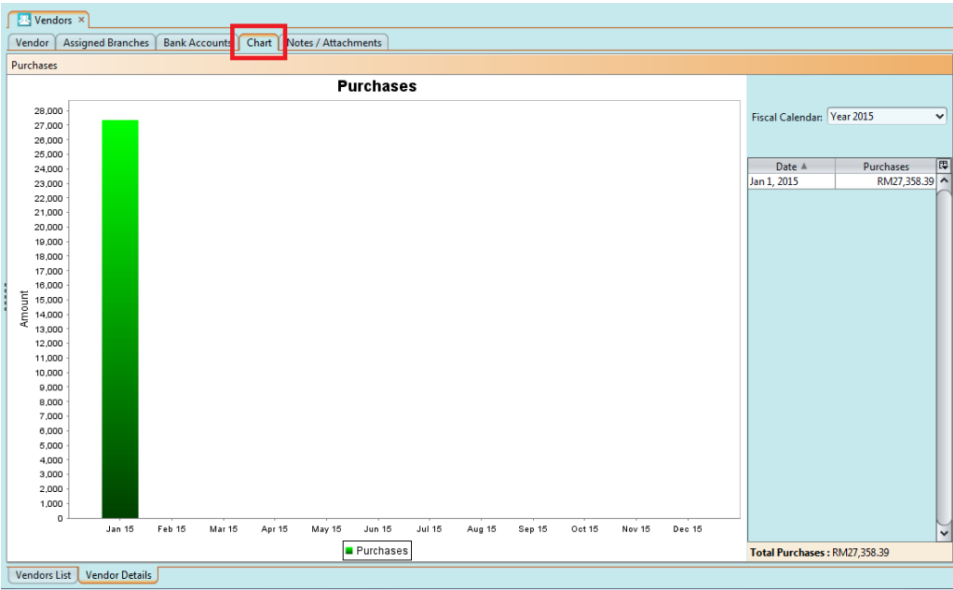 Vendors ×
Vendor Assigned Branches Bank Accounts Chart Notes / Attachments
Purchases
Purchases
Fiscal Calendar: Year 2015
Date Purchases
Jan 1, 2015 RM27,358.39
Amount
28,000
27,000
26,000
25,000
24,000
23,000
22,000
21,000
20,000
19,000
18,000
17,000
16,000
15,000
14,000
13,000
12,000
11,000
10,000
9,000
8,000
7,000
6,000
5,000
4,000
3,000
2,000
1,000
0
Jan 15 Feb 15 Mar 15 Apr 15 May 15 Jun 15 Jul 15 Aug 15 Sep 15 Oct 15 Nov 15 Dec 15
Purchases
Total Purchases : RM27,358.39
Vendors List Vendor Details